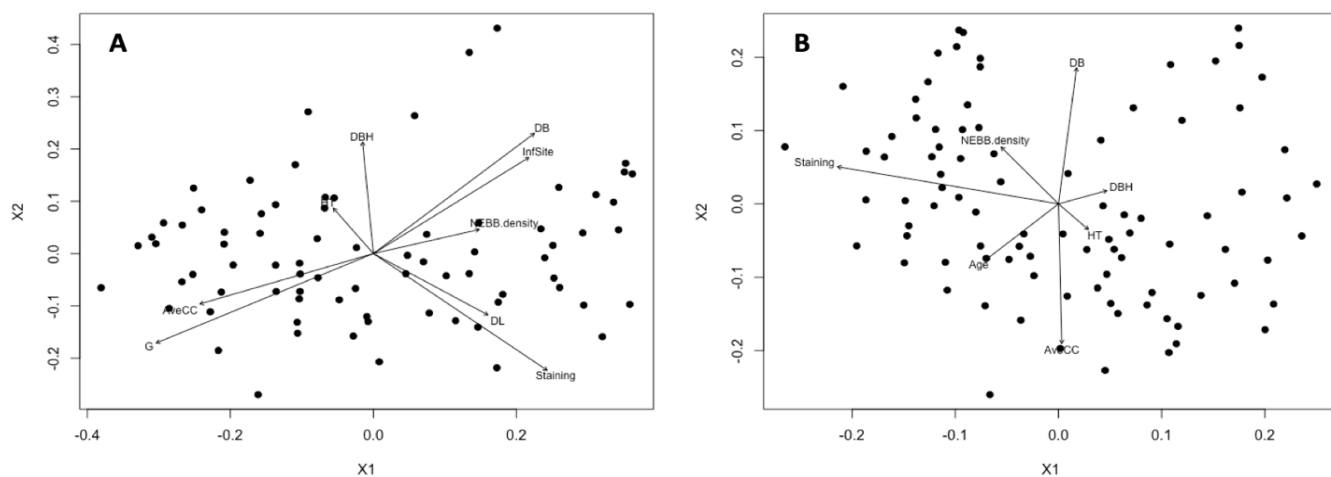 A
0.4
0.3
0.2
0.1
0.0
-0.1
-0.2
X2
DBH
DB
InfSite
HT
NEBB.density
AveCC
G
DL
Staining
-0.4
-0.2
0.0
0.2
X1
B
0.2
0.1
0.0
-0.1
-0.2
X2
DB
NEBB.density
Staining
DBH
HT
Age
AveCC
-0.2
-0.1
0.0
0.1
0.2
X1